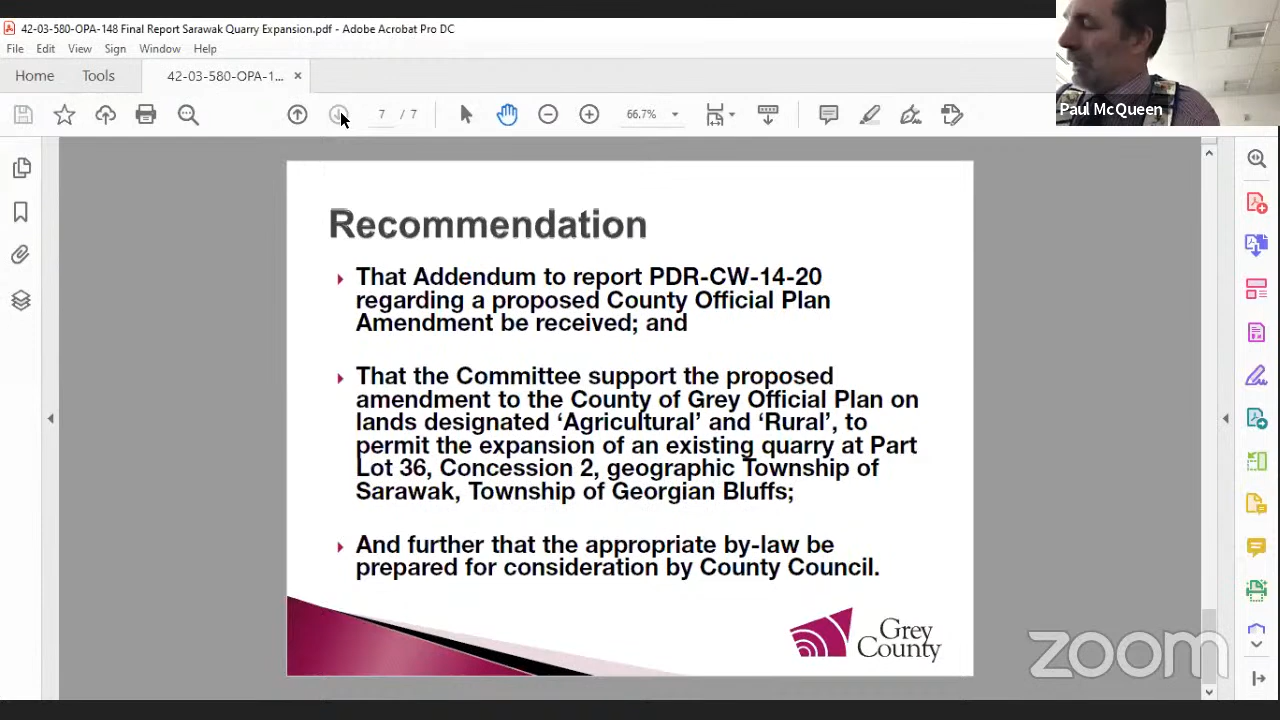 42-03-580-OPA-148 Final Report Sarawak Quarry Expansion.pdf - Adobe Acrobat Pro DC
File Edit View Sign Window Help
Home Tools 42-03-580-OPA-1... ×
7 / 7 66.7%
Paul McQueen
Recommendation
That Addendum to report PDR-CW-14-20
regarding a proposed County Official Plan
Amendment be received; and
That the Committee support the proposed
amendment to the County of Grey Official Plan on
lands designated ‘Agricultural’ and ‘Rural’, to
permit the expansion of an existing quarry at Part
Lot 36, Concession 2, geographic Township of
Sarawak, Township of Georgian Bluffs;
And further that the appropriate by-law be
prepared for consideration by County Council.
Grey
County
zoom